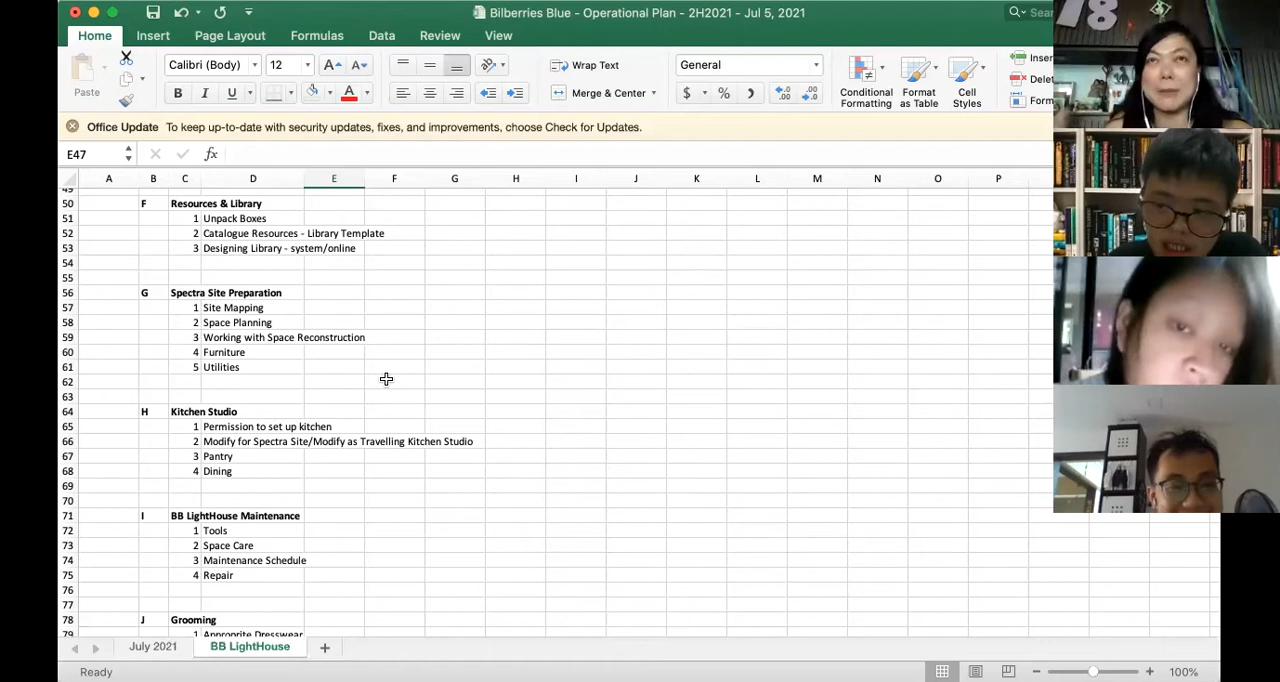 Bilberries Blue - Operational Plan - 2H2021 - Jul 5, 2021
Home Insert Page Layout Formulas Data Review View
Paste Calibri (Body) 12 A A Wrap Text General
B I U A Merge & Center $ % Conditional Formatting Format as Table Cell Styles
Office Update To keep up-to-date with security updates, fixes, and improvements, choose Check for Updates.
E47 fx
A B C D E F G H I J K L M N O P
50 F Resources & Library
51 1 Unpack Boxes
52 2 Catalogue Resources - Library Template
53 3 Designing Library - system/online
54
55
56 G Spectra Site Preparation
57 1 Site Mapping
58 2 Space Planning
59 3 Working with Space Reconstruction
60 4 Furniture
61 5 Utilities
62
63
64 H Kitchen Studio
65 1 Permission to set up kitchen
66 2 Modify for Spectra Site/Modify as Travelling Kitchen Studio
67 3 Pantry
68 4 Dining
69
70
71 I BB LightHouse Maintenance
72 1 Tools
73 2 Space Care
74 3 Maintenance Schedule
75 4 Repair
76
77
78 J Grooming
79 1 Approprite Dresswear
July 2021 BB LightHouse +
Ready 100%
78